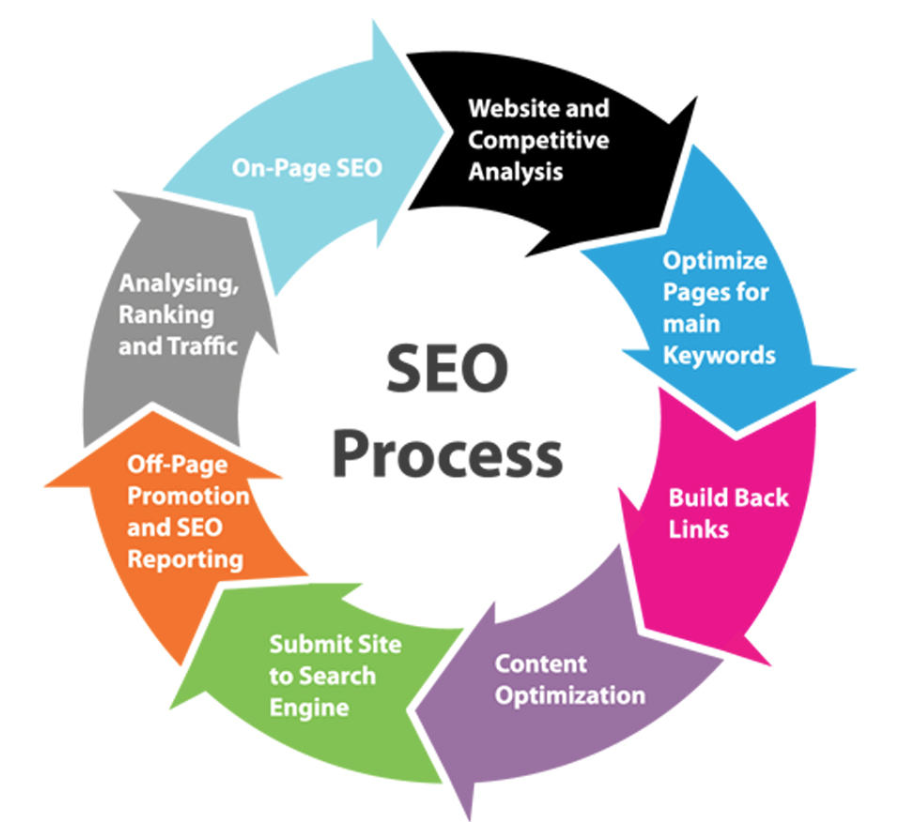 On-Page SEO
Website and
Competitive
Analysis
Optimize
Pages for
main
Keywords
Build Back
Links
Content
Optimization
Submit Site
to Search
Engine
Off-Page
Promotion
and SEO
Reporting
Analysing,
Ranking
and Traffic
SEO
Process